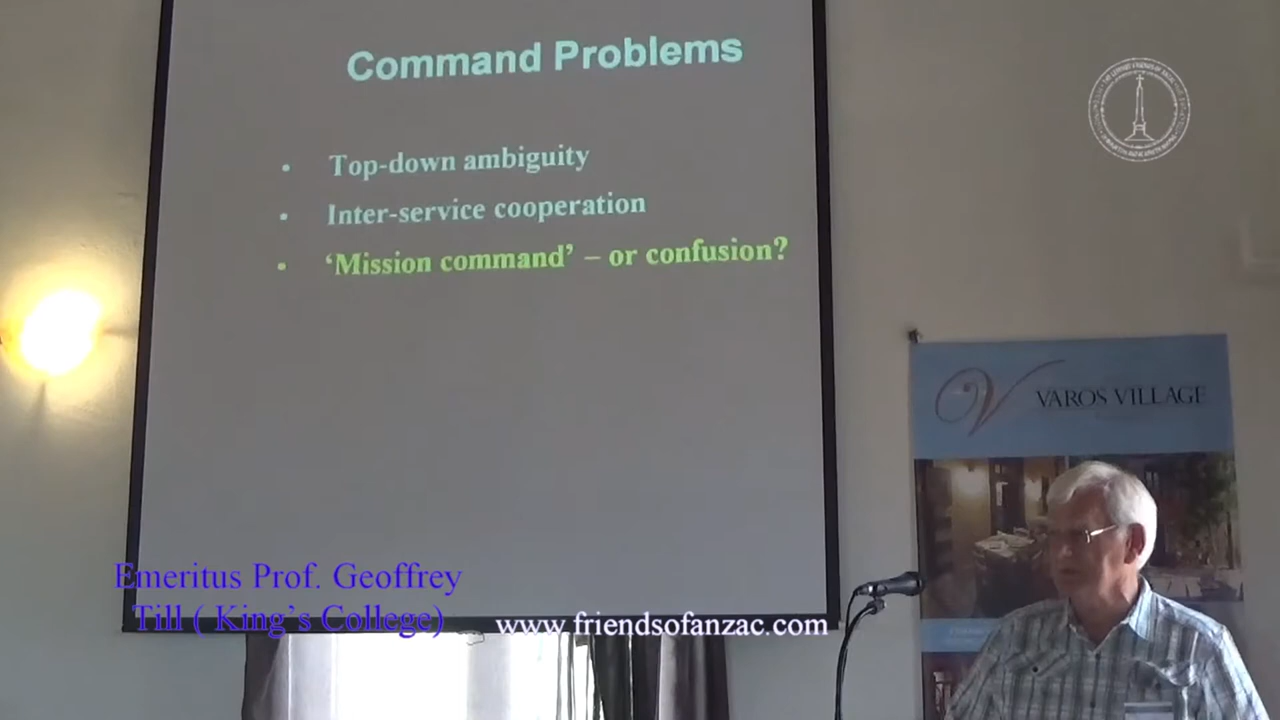 Command Problems
• Top-down ambiguity
• Inter-service cooperation
• ‘Mission command’ – or confusion?
V
VAROS VILLAGE
Emeritus Prof. Geoffrey
Till ( King’s College)
www.friendsofanzac.com